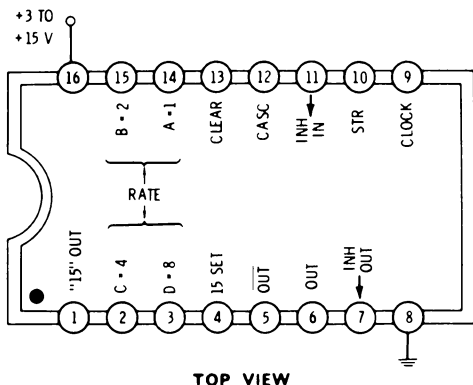 +3 TO
+15 V
16 15 14 13 12 11 10 9
B = 2
A = 1
CLEAR
CASC
INH IN
STR
CLOCK
RATE
"15" OUT
C = 4
D = 8
15 SET
OUT
OUT
INH OUT
1 2 3 4 5 6 7 8
TOP VIEW